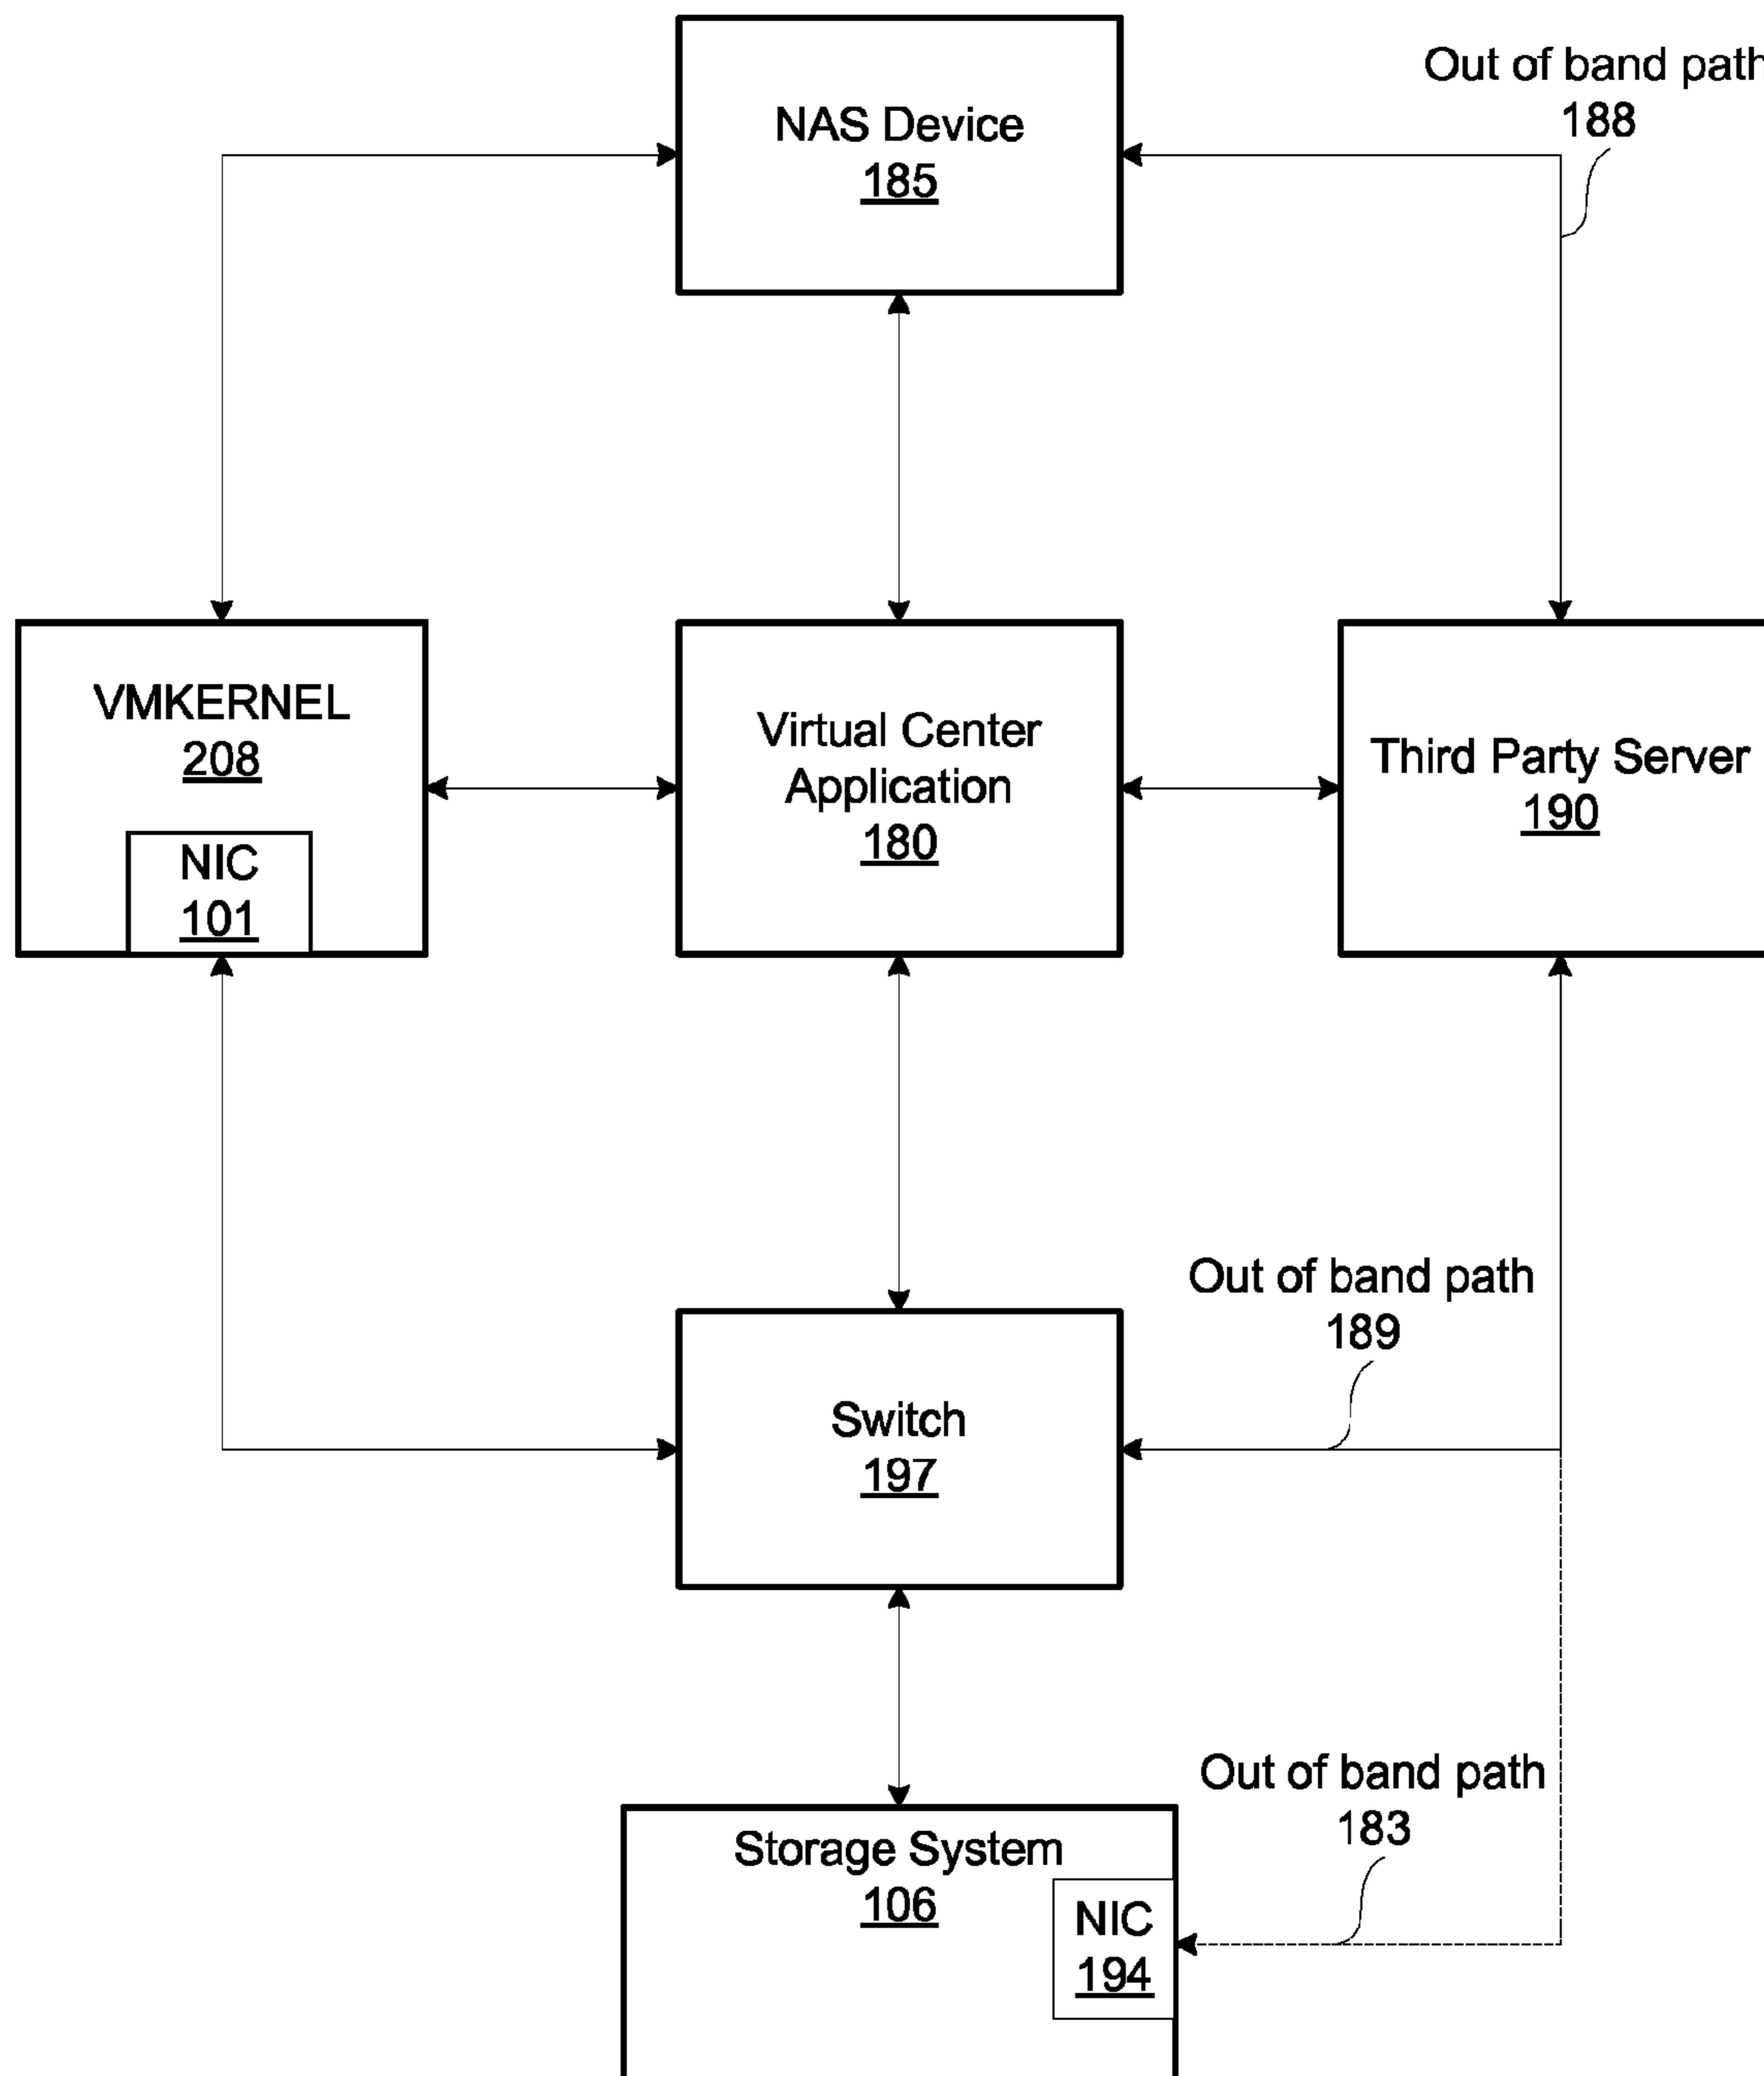 Out of band path
188
NAS Device
185
VMKERNEL
208
NIC
101
Virtual Center
Application
180
Third Party Server
190
Out of band path
189
Switch
197
Out of band path
183
Storage System
106
NIC
194